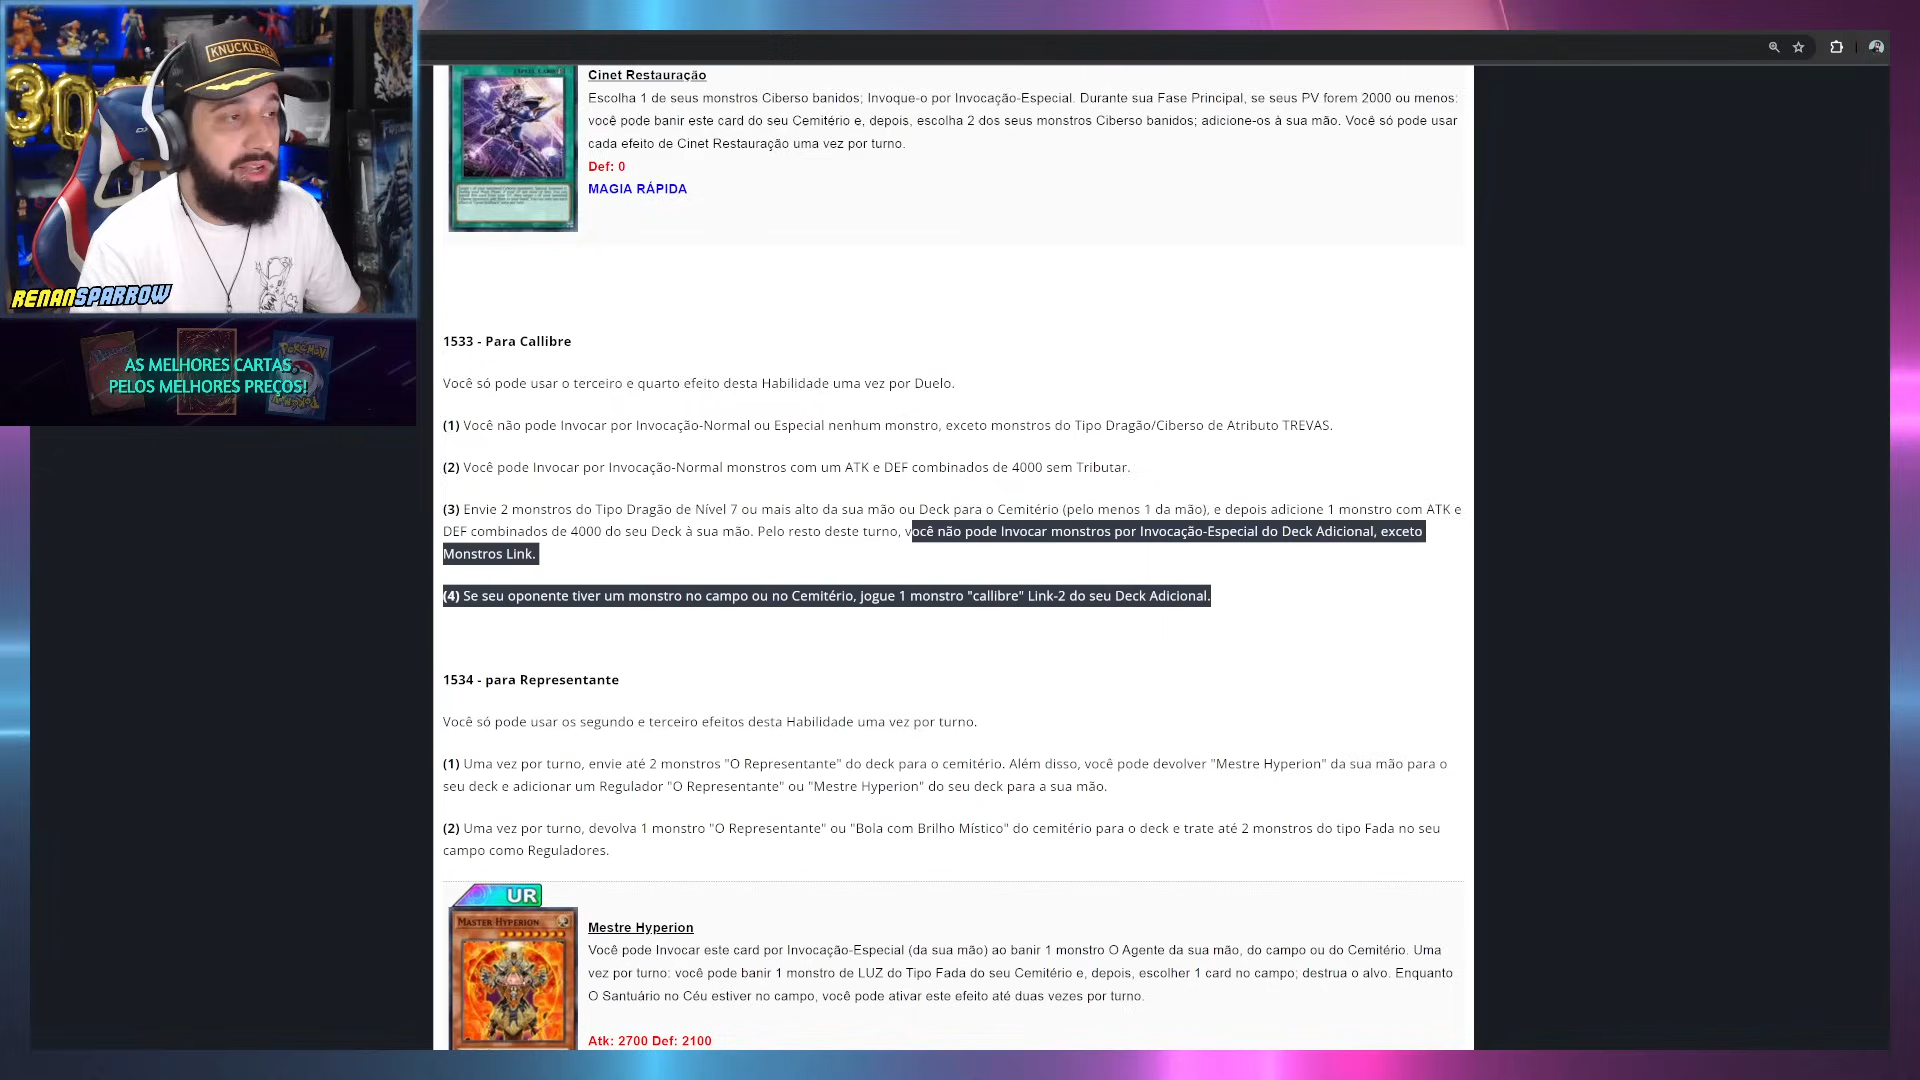 KNUCKLEHE
30
RENANSPARROW
AS MELHORES CARTAS
PELOS MELHORES PREÇOS!
Cinet Restauração
Escolha 1 de seus monstros Ciberso banidos; Invoque-o por Invocação-Especial. Durante sua Fase Principal, se seus PV forem 2000 ou menos:
você pode banir este card do seu Cemitério e, depois, escolha 2 dos seus monstros Ciberso banidos; adicione-os à sua mão. Você só pode usar
cada efeito de Cinet Restauração uma vez por turno.
Def: 0
MAGIA RÁPIDA
1533 - Para Callibre
Você só pode usar o terceiro e quarto efeito desta Habilidade uma vez por Duelo.
(1) Você não pode Invocar por Invocação-Normal ou Especial nenhum monstro, exceto monstros do Tipo Dragão/Ciberso de Atributo TREVAS.
(2) Você pode Invocar por Invocação-Normal monstros com um ATK e DEF combinados de 4000 sem Tributar.
(3) Envie 2 monstros do Tipo Dragão de Nível 7 ou mais alto da sua mão ou Deck para o Cemitério (pelo menos 1 da mão), e depois adicione 1 monstro com ATK e
DEF combinados de 4000 do seu Deck à sua mão. Pelo resto deste turno, você não pode Invocar monstros por Invocação-Especial do Deck Adicional, exceto
Monstros Link.
(4) Se seu oponente tiver um monstro no campo ou no Cemitério, jogue 1 monstro "callibre" Link-2 do seu Deck Adicional.
1534 - para Representante
Você só pode usar os segundo e terceiro efeitos desta Habilidade uma vez por turno.
(1) Uma vez por turno, envie até 2 monstros "O Representante" do deck para o cemitério. Além disso, você pode devolver "Mestre Hyperion" da sua mão para o
seu deck e adicionar um Regulador "O Representante" ou "Mestre Hyperion" do seu deck para a sua mão.
(2) Uma vez por turno, devolva 1 monstro "O Representante" ou "Bola com Brilho Místico" do cemitério para o deck e trate até 2 monstros do tipo Fada no seu
campo como Reguladores.
UR
MASTER HYPERION
Mestre Hyperion
Você pode Invocar este card por Invocação-Especial (da sua mão) ao banir 1 monstro O Agente da sua mão, do campo ou do Cemitério. Uma
vez por turno: você pode banir 1 monstro de LUZ do Tipo Fada do seu Cemitério e, depois, escolher 1 card no campo; destrua o alvo. Enquanto
O Santuário no Céu estiver no campo, você pode ativar este efeito até duas vezes por turno.
Atk: 2700 Def: 2100